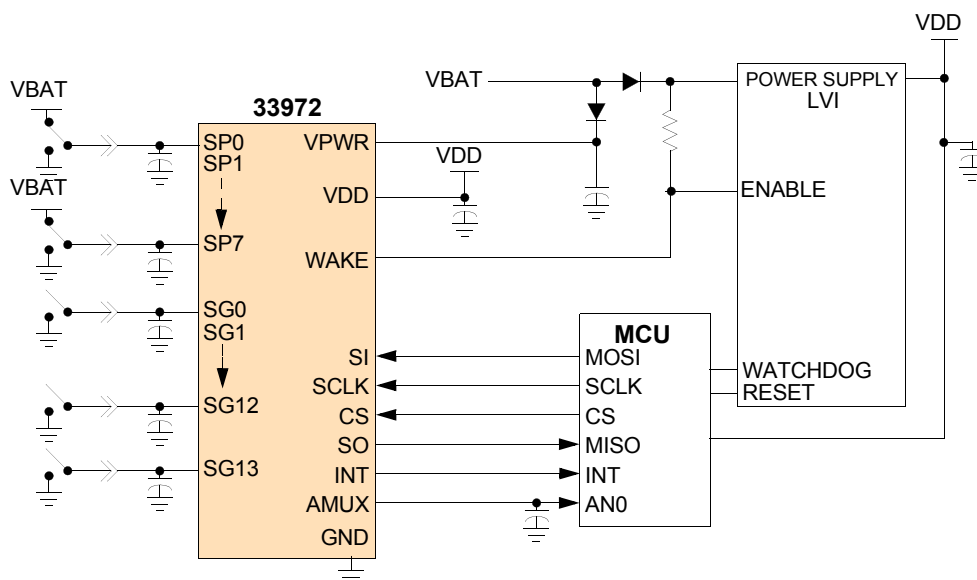 VDD
VBAT
POWER SUPPLY
LVI
VBAT
33972
SP0
VPWR
SP1
VDD
VBAT
VDD
ENABLE
SP7
WAKE
SG0
SG1
MCU
SI
MOSI
WATCHDOG
SCLK
SCLK
RESET
SG12
CS
CS
SO
MISO
SG13
INT
INT
AMUX
AN0
GND